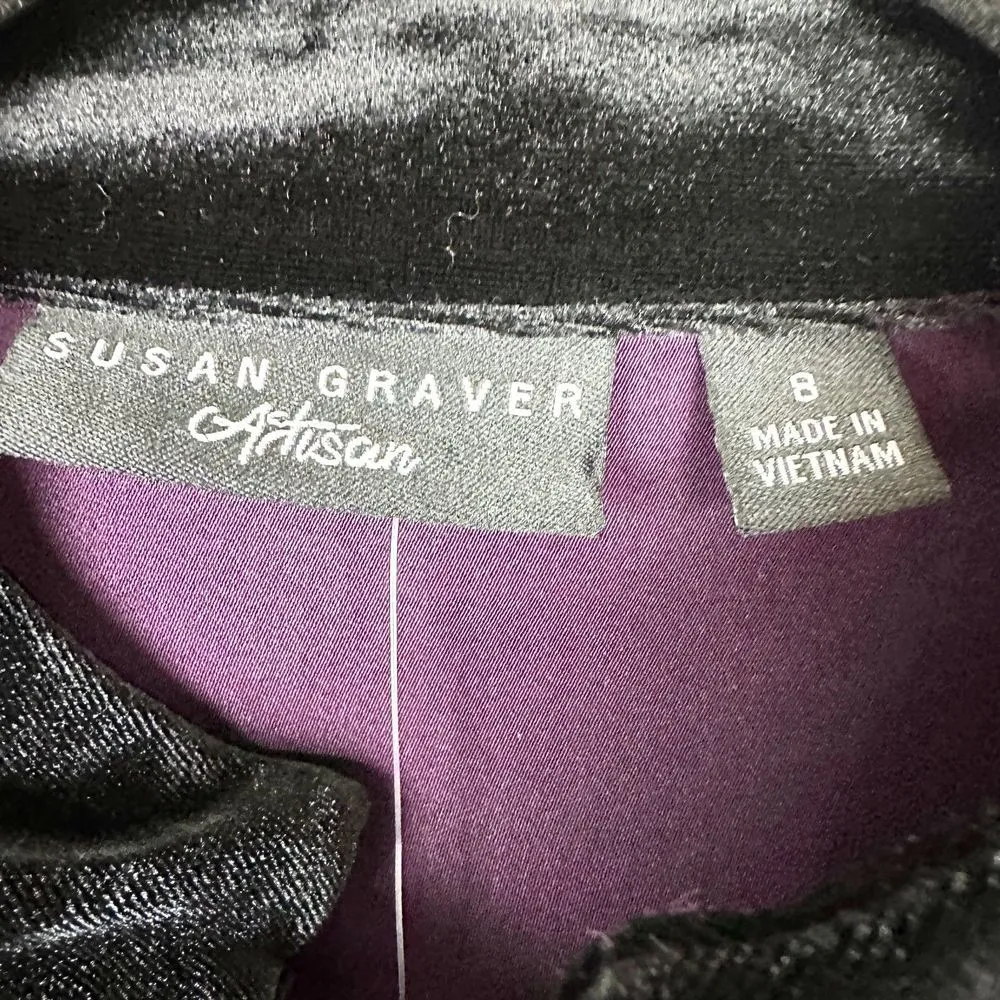 SUSAN GRAVER
Artisan
8
MADE IN
VIETNAM